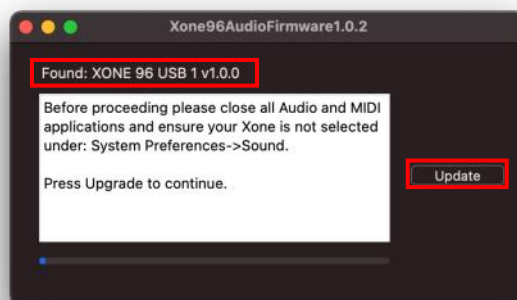 Xone96AudioFirmware1.0.2
Found: XONE 96 USB 1 v1.0.0
Before proceeding please close all Audio and MIDI
applications and ensure your Xone is not selected
under: System Preferences->Sound.
Press Upgrade to continue.
Update